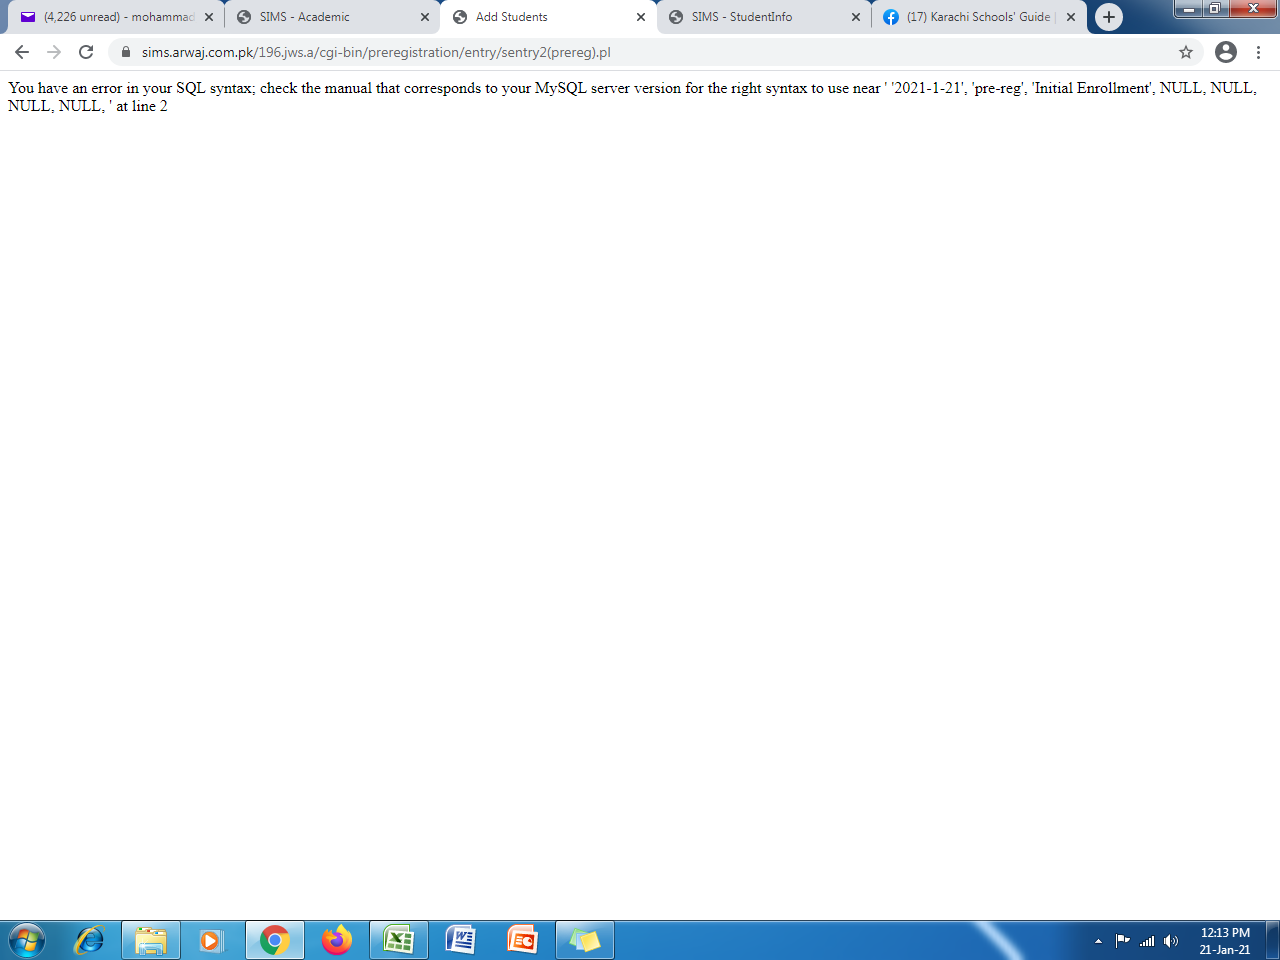 (4,226 unread) - mohammad
SIMS - Academic
Add Students
SIMS - StudentInfo
(17) Karachi Schools' Guide |
sims.arwaj.com.pk/196.jws.a/cgi-bin/preregistration/entry/sentry2(prereg).pl
You have an error in your SQL syntax; check the manual that corresponds to your MySQL server version for the right syntax to use near ' '2021-1-21', 'pre-reg', 'Initial Enrollment', NULL, NULL,
NULL, NULL, ' at line 2
12:13 PM
21-Jan-21